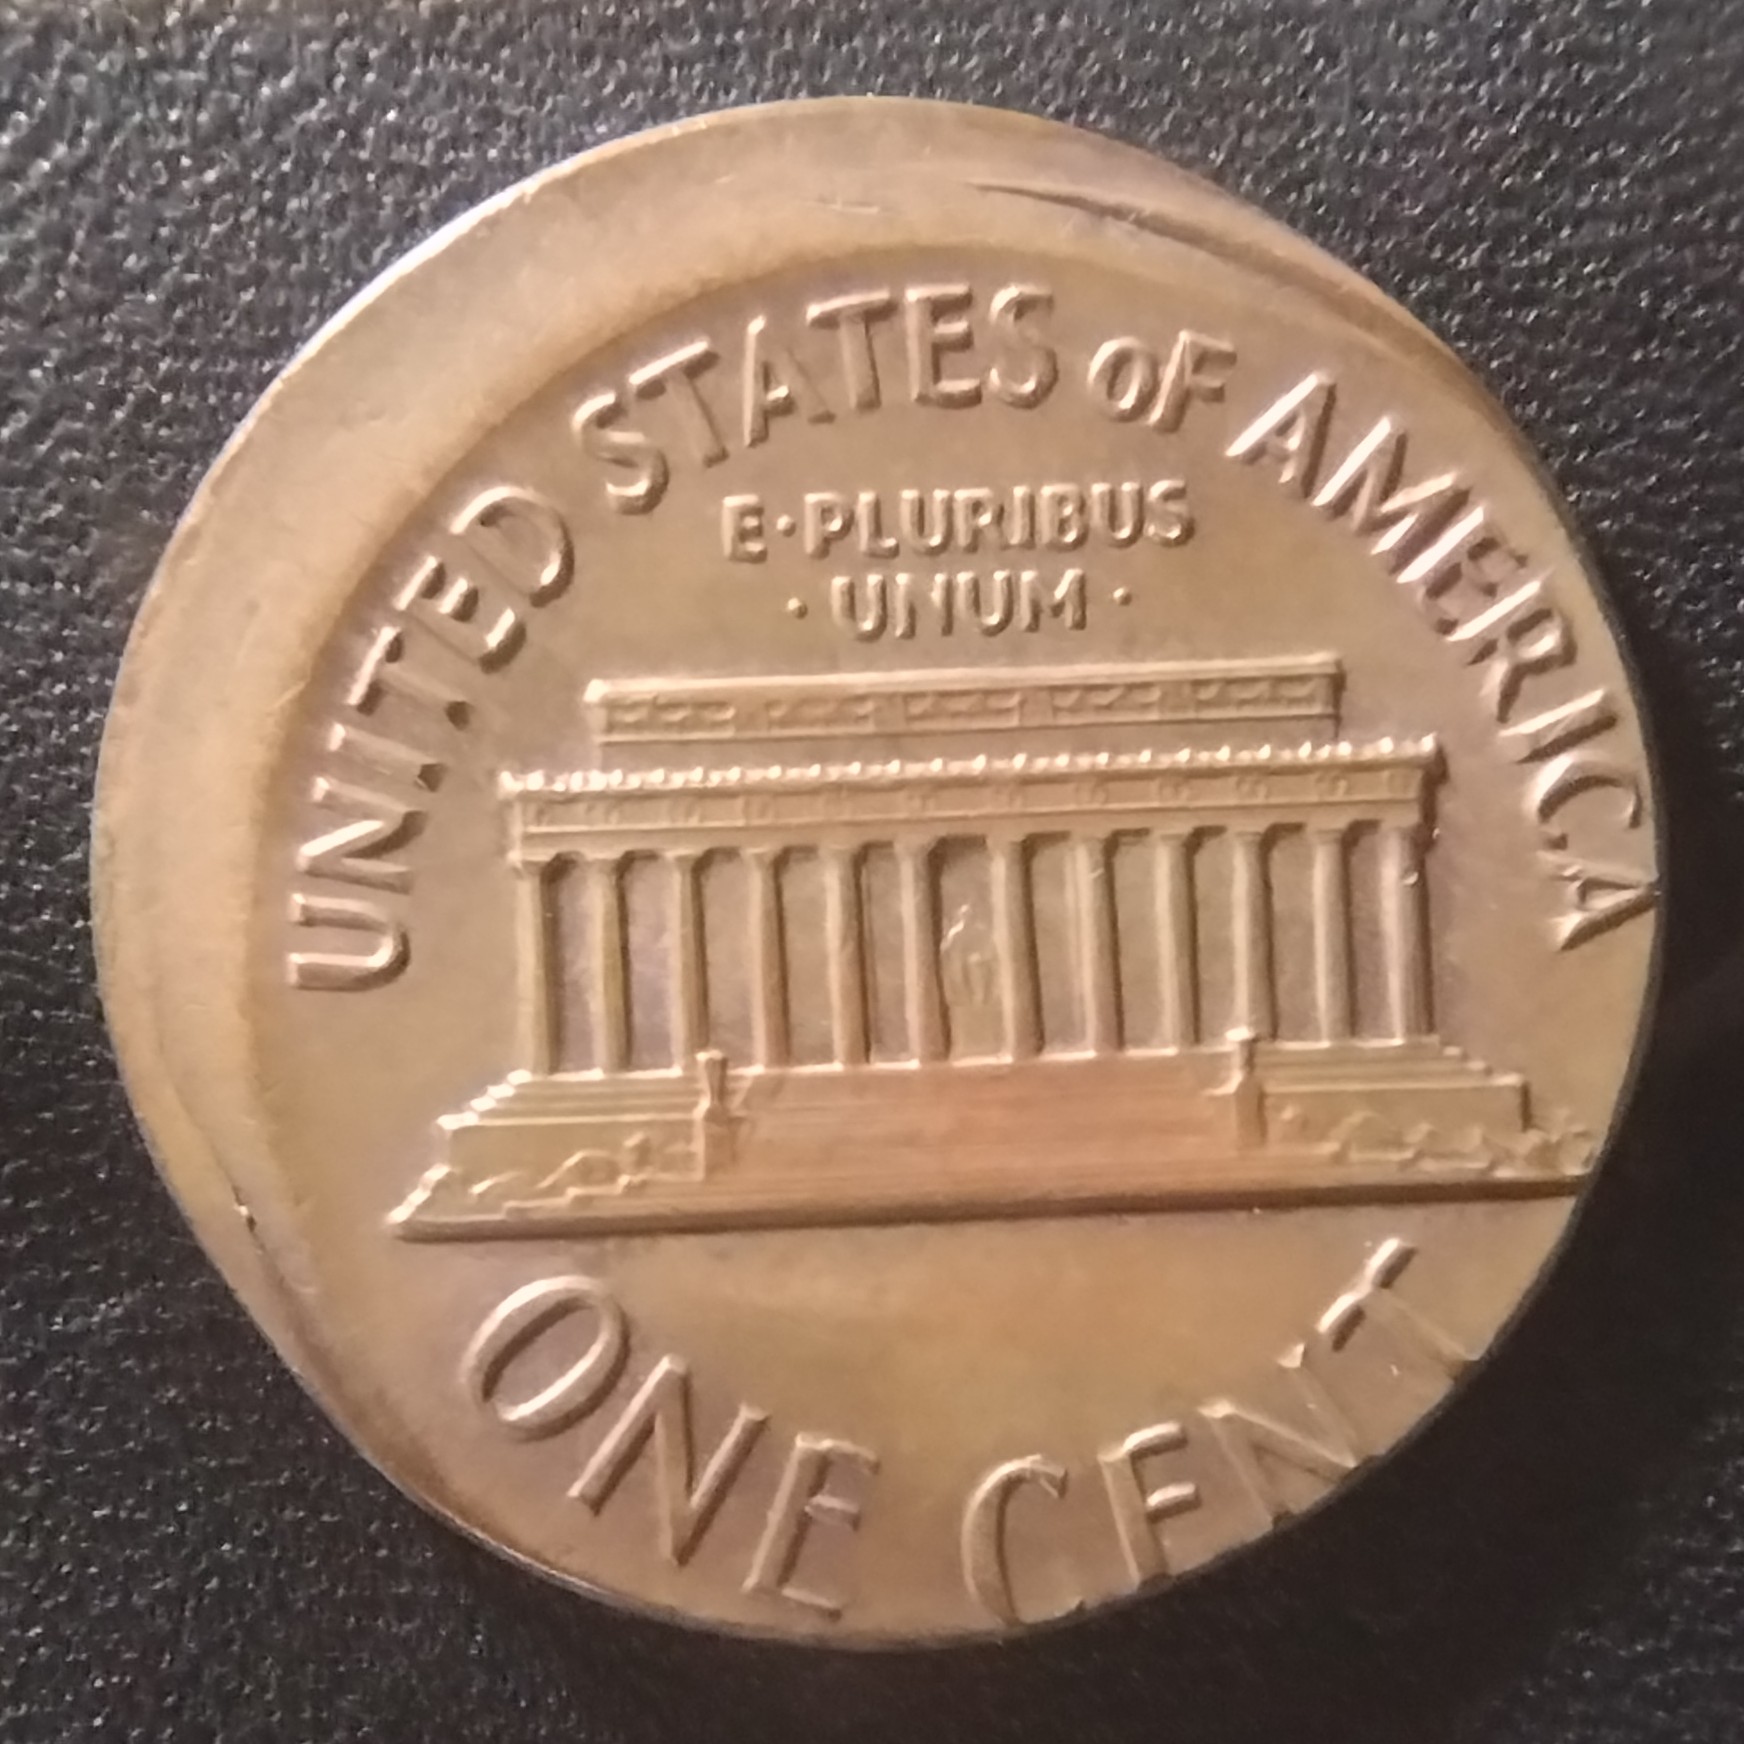 UNITED STATES OF AMERICA
E·PLURIBUS
·UNUM·
ONE CENT